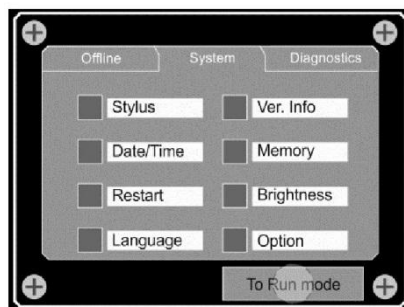 Offline System Diagnostics
Stylus Ver. Info
Date/Time Memory
Restart Brightness
Language Option
To Run mode